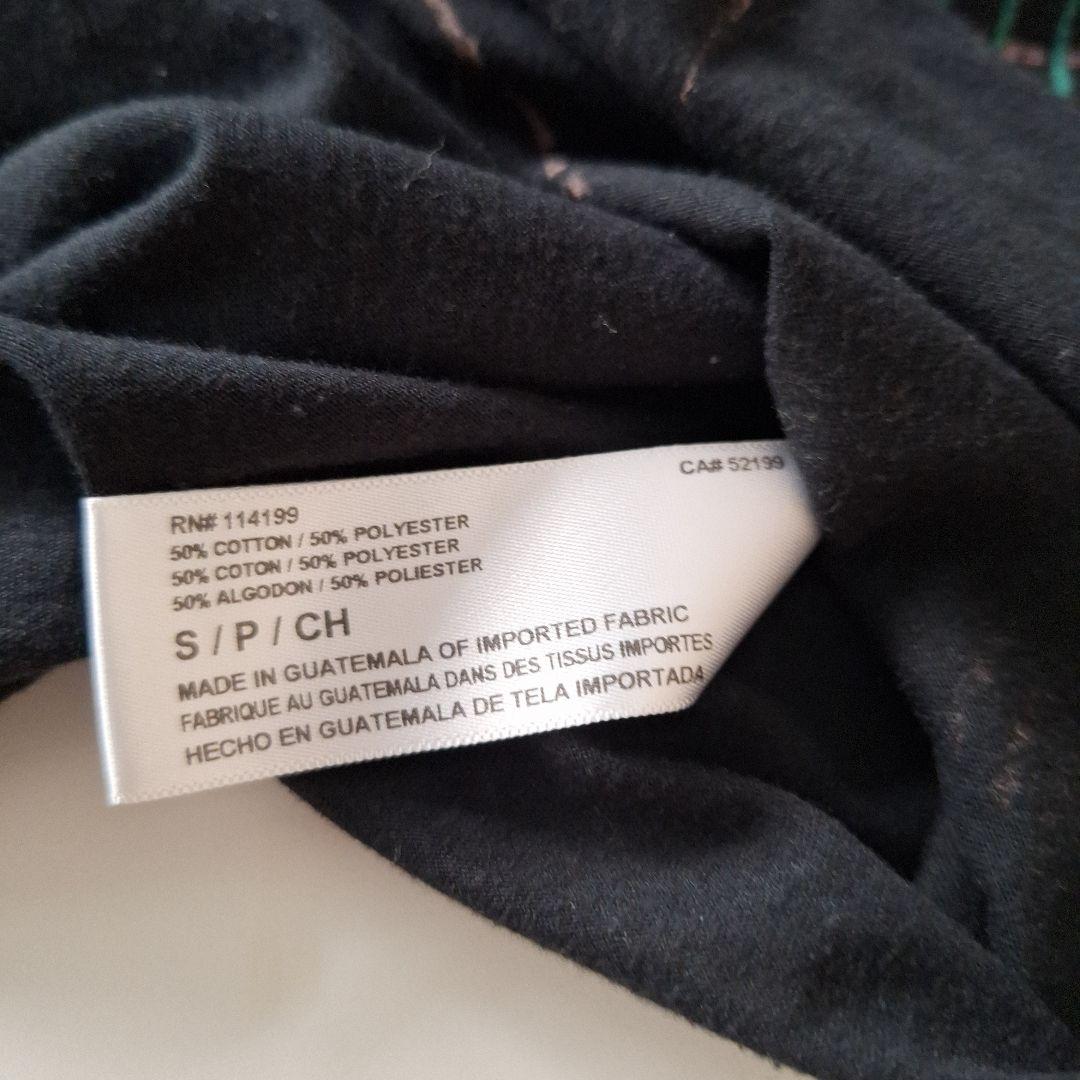 CA# 52199
RN# 114199
50% COTTON / 50% POLYESTER
50% COTON / 50% POLYESTER
50% ALGODON / 50% POLIESTER
S / P / CH
MADE IN GUATEMALA OF IMPORTED FABRIC
FABRIQUE AU GUATEMALA DANS DES TISSUS IMPORTES
HECHO EN GUATEMALA DE TELA IMPORTADA